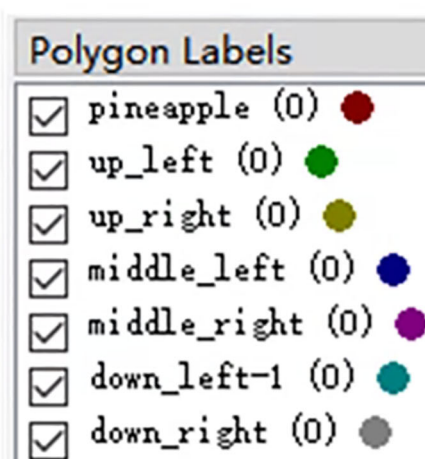 Polygon Labels
pineapple (0)
up_left (0)
up_right (0)
middle_left (0)
middle_right (0)
down_left-1 (0)
down_right (0)